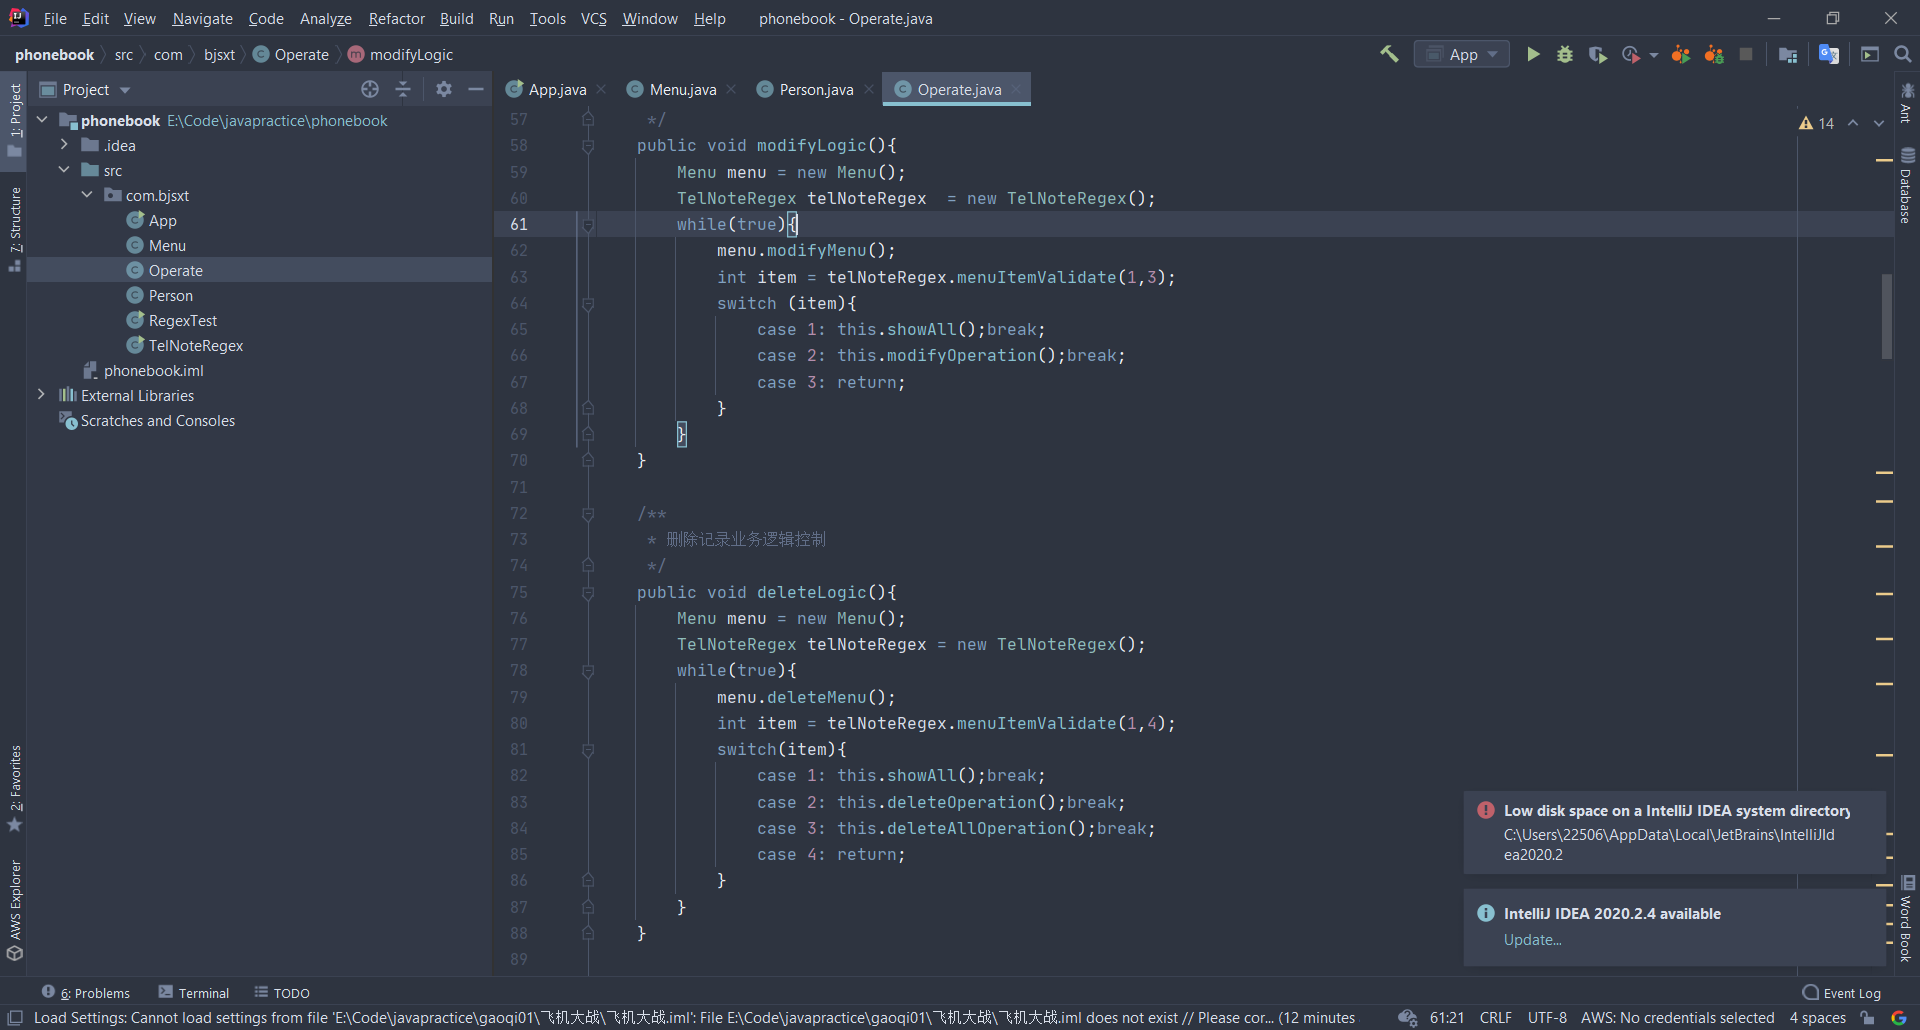 File Edit View Navigate Code Analyze Refactor Build Run Tools VCS Window Help phonebook - Operate.java
phonebook src com bjsxt Operate modifyLogic App
Project
App.java Menu.java Person.java Operate.java
phonebook E:\Code\javapractice\phonebook
.idea
src
com.bjsxt
App
Menu
Operate
Person
RegexTest
TelNoteRegex
phonebook.iml
External Libraries
Scratches and Consoles
1: Project
7: Structure
2: Favorites
AWS Explorer
57 */
58 public void modifyLogic(){
59 Menu menu = new Menu();
60 TelNoteRegex telNoteRegex  = new TelNoteRegex();
61 while(true){
62 menu.modifyMenu();
63 int item = telNoteRegex.menuItemValidate(1,3);
64 switch (item){
65 case 1: this.showAll();break;
66 case 2: this.modifyOperation();break;
67 case 3: return;
68 }
69 }
70 }
71
72 /**
73 * 删除记录业务逻辑控制
74 */
75 public void deleteLogic(){
76 Menu menu = new Menu();
77 TelNoteRegex telNoteRegex = new TelNoteRegex();
78 while(true){
79 menu.deleteMenu();
80 int item = telNoteRegex.menuItemValidate(1,4);
81 switch(item){
82 case 1: this.showAll();break;
83 case 2: this.deleteOperation();break;
84 case 3: this.deleteAllOperation();break;
85 case 4: return;
86 }
87 }
88 }
89
14
Ant
Database
Word Book
Low disk space on a IntelliJ IDEA system directory
C:\Users\22506\AppData\Local\JetBrains\IntelliJId
ea2020.2
IntelliJ IDEA 2020.2.4 available
Update...
6: Problems Terminal TODO Event Log
Load Settings: Cannot load settings from file 'E:\Code\javapractice\gaoqi01\飞机大战\飞机大战.iml': File E:\Code\javapractice\gaoqi01\飞机大战\飞机大战.iml does not exist // Please cor... (12 minutes 61:21 CRLF UTF-8 AWS: No credentials selected 4 spaces